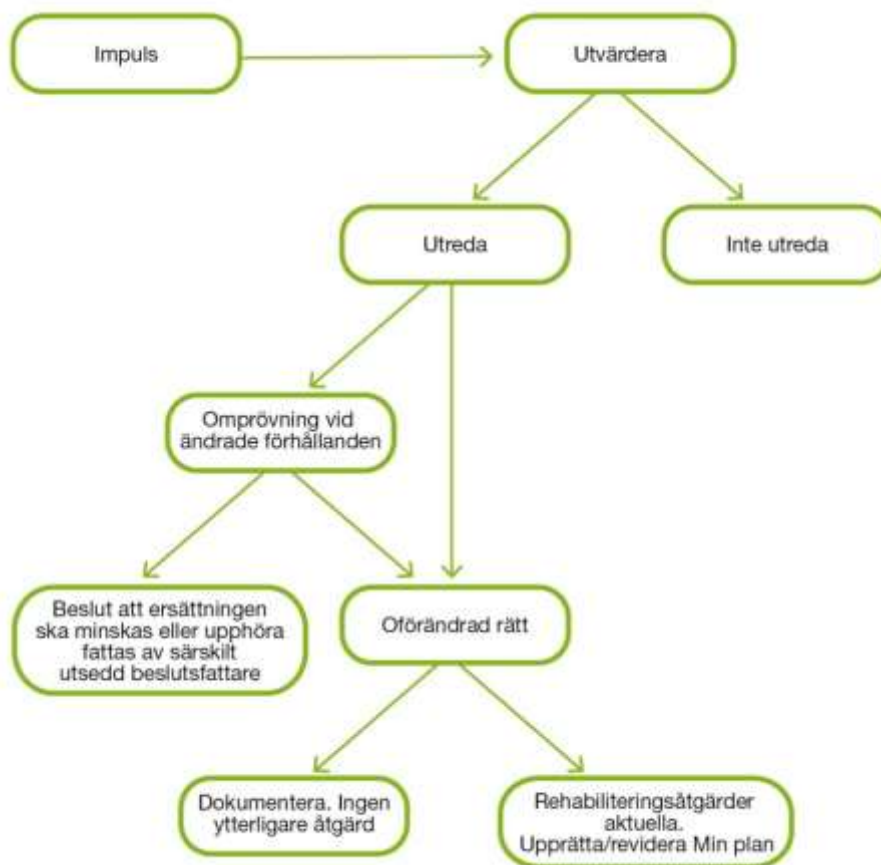 Impuls
Utvärdera
Utreda
Inte utreda
Omprövning vid
ändrade förhållanden
Beslut att ersättningen
ska minskas eller upphöra
fattas av särskilt
utsedd beslutsfattare
Oförändrad rätt
Dokumentera. Ingen
ytterligare åtgärd
Rehabiliteringsåtgärder
aktuella.
Upprätta/revidera Min plan